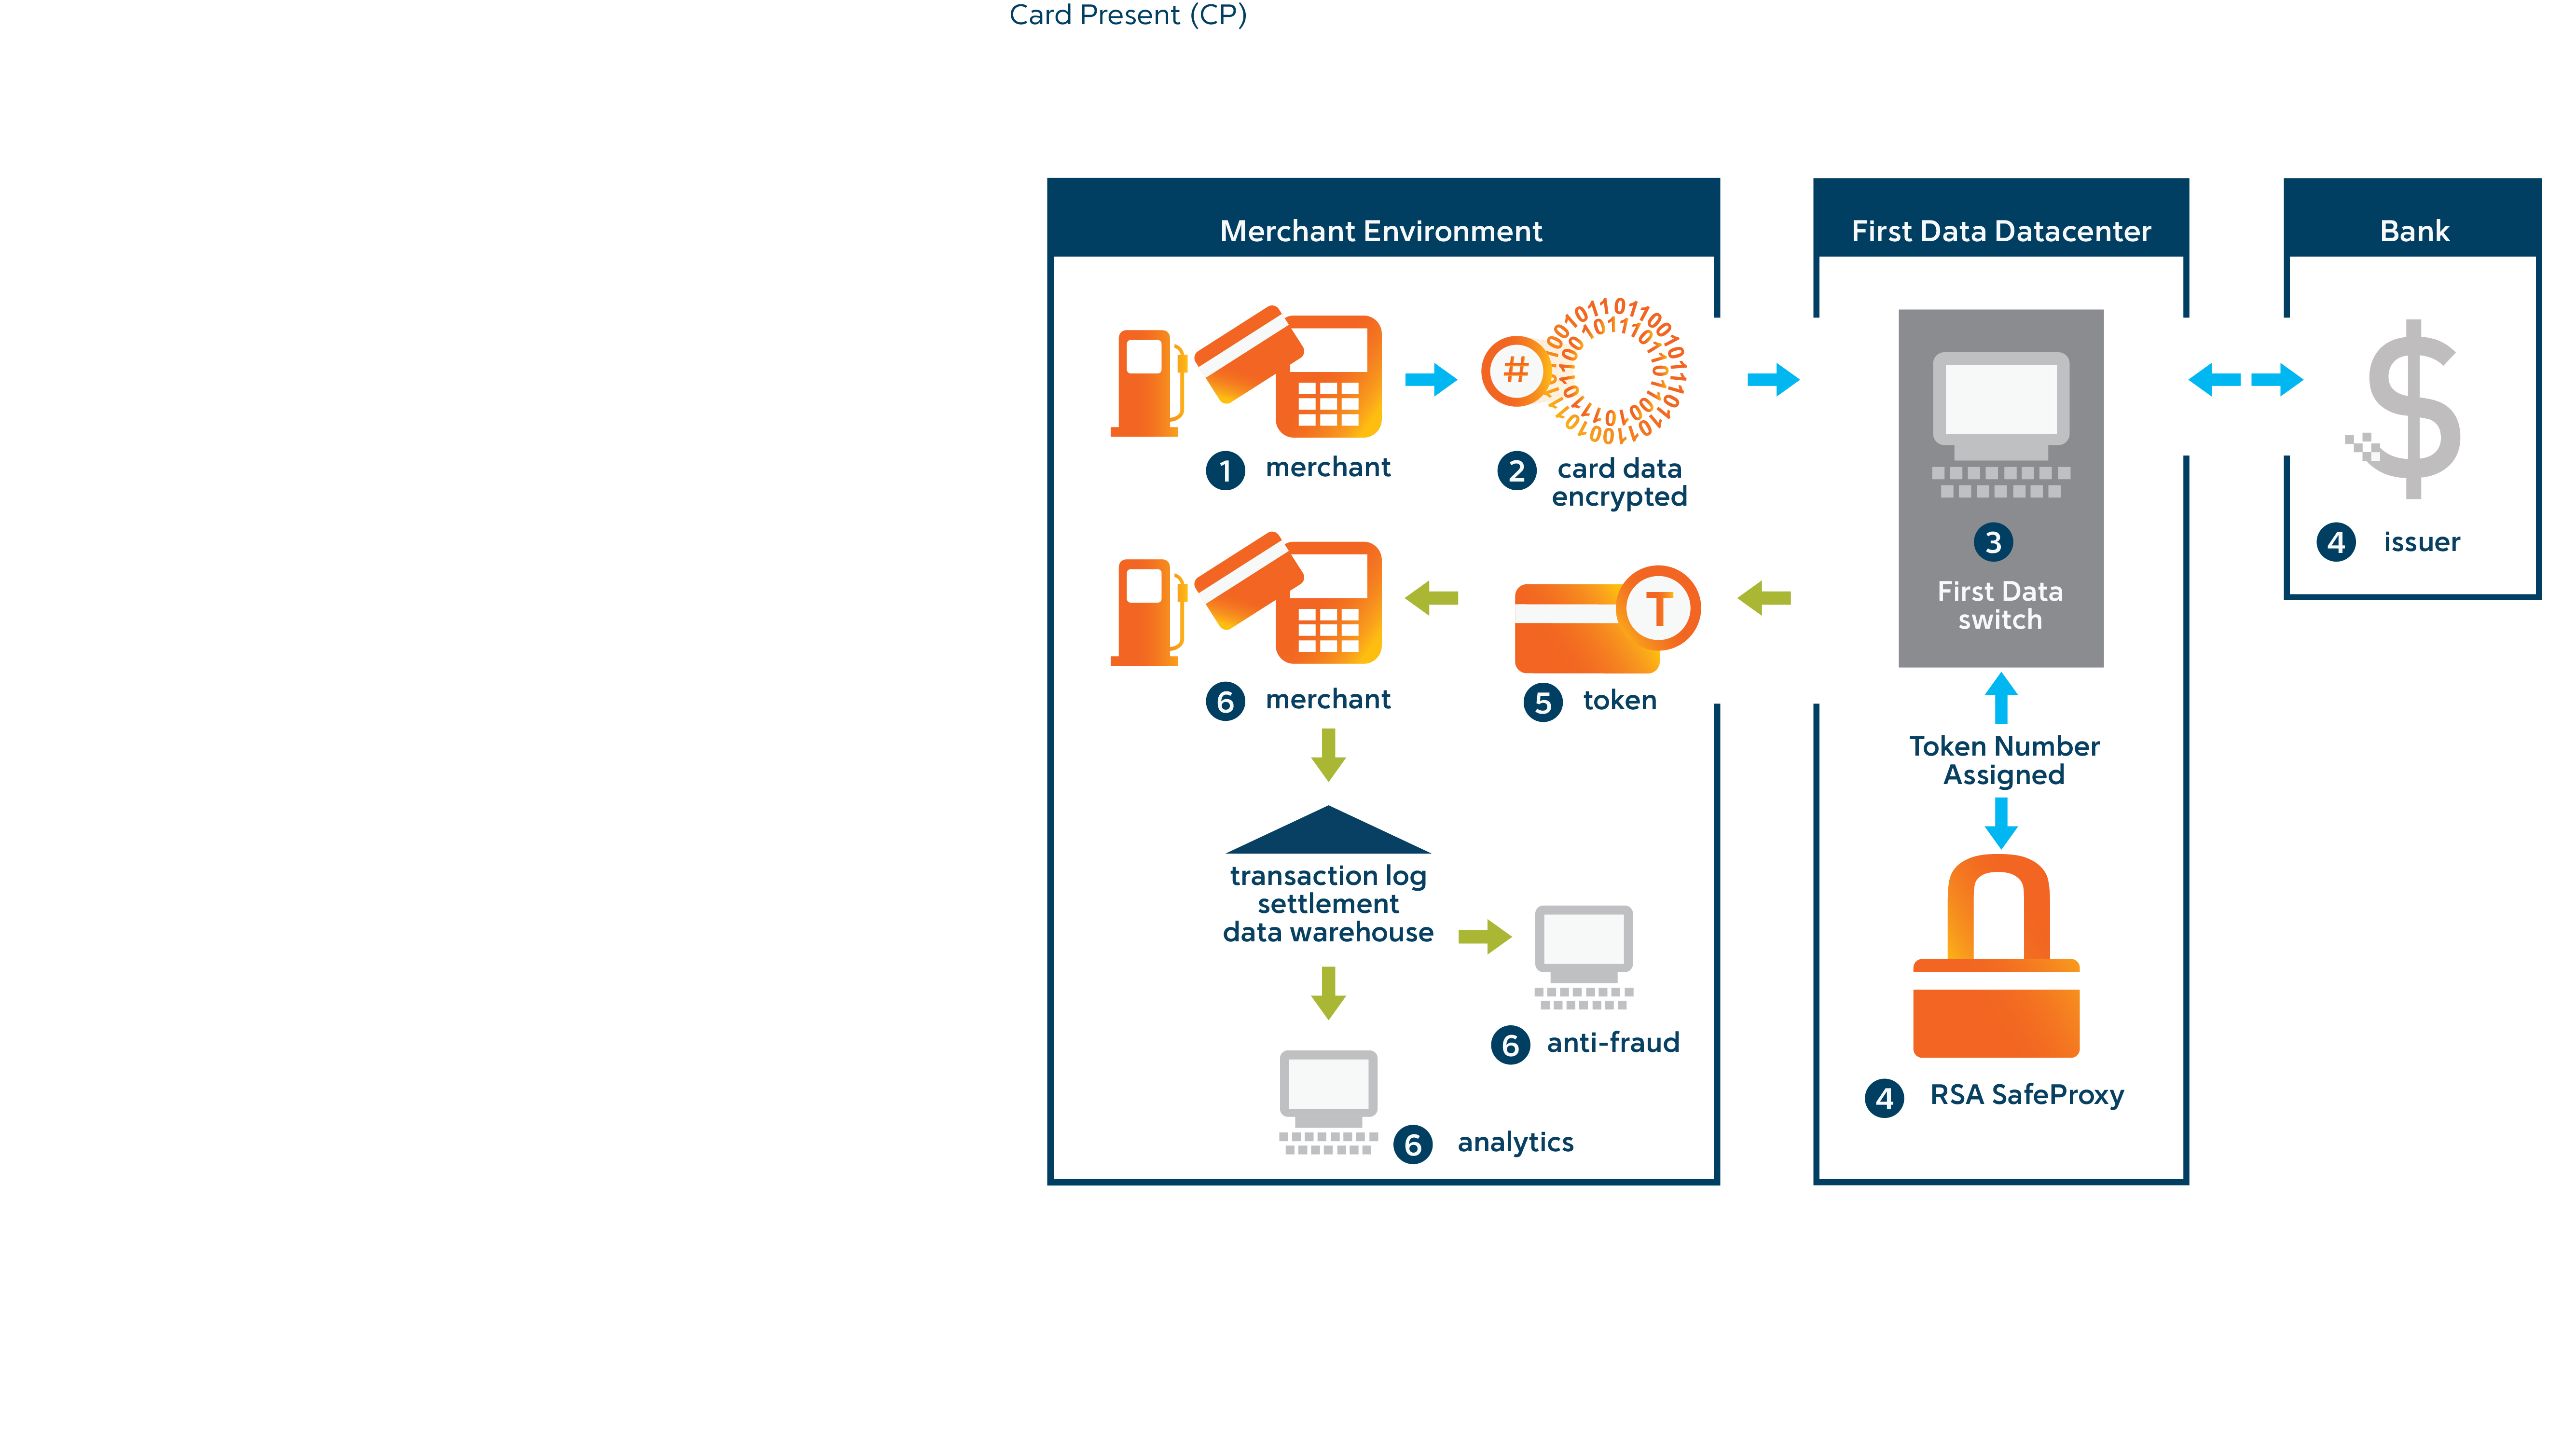 Card Present (CP)
Merchant Environment
First Data Datacenter
Bank
#
1 merchant
2 card data
encrypted
3
First Data
switch
4 issuer
T
6 merchant
5 token
Token Number
Assigned
transaction log
settlement
data warehouse
6 anti-fraud
4 RSA SafeProxy
6 analytics